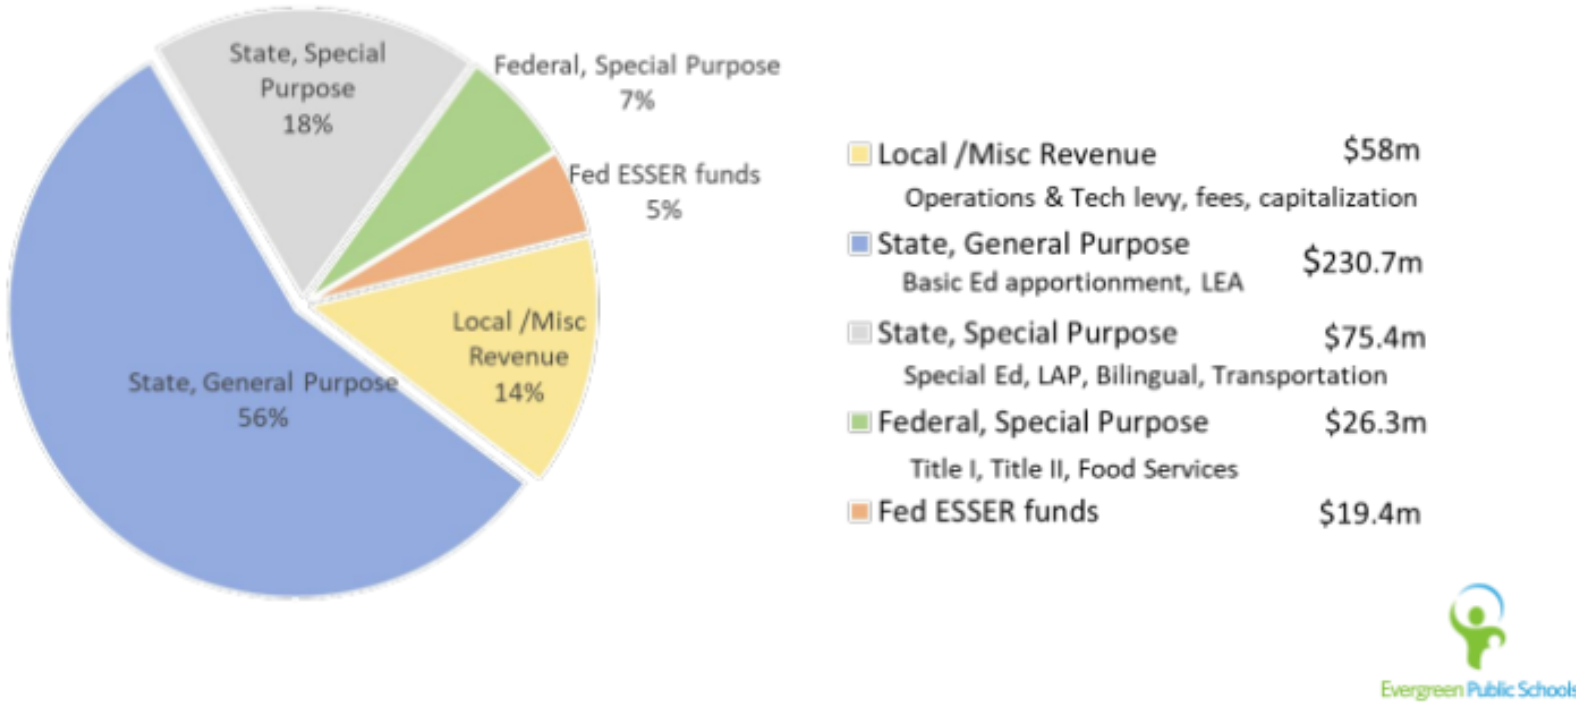 State, Special
Purpose
18%
Federal, Special Purpose
7%
Fed ESSER funds
5%
Local /Misc
Revenue
14%
State, General Purpose
56%
Local /Misc Revenue $58m
Operations & Tech levy, fees, capitalization
State, General Purpose $230.7m
Basic Ed apportionment, LEA
State, Special Purpose $75.4m
Special Ed, LAP, Bilingual, Transportation
Federal, Special Purpose $26.3m
Title I, Title II, Food Services
Fed ESSER funds $19.4m
Evergreen Public Schools